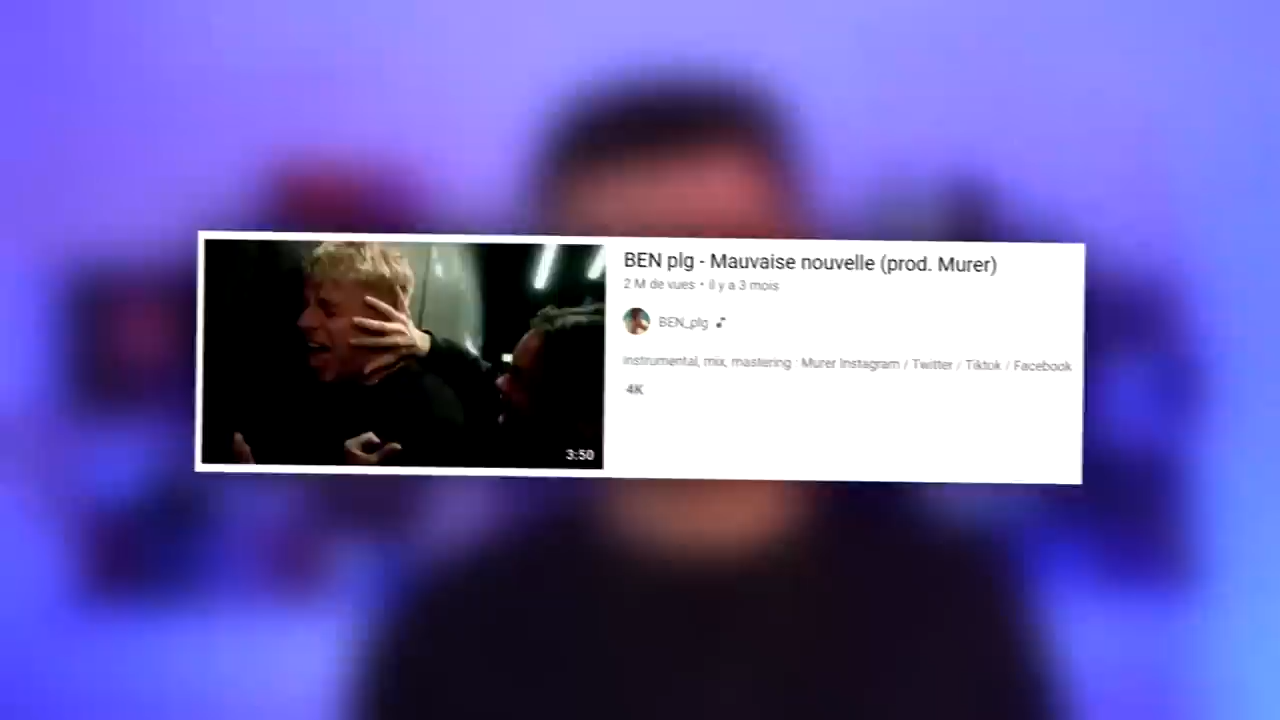 BEN plg - Mauvaise nouvelle (prod. Murer)
2 M de vues • il y a 3 mois
BEN_plg ♪
instrumental, mix, mastering : Murer Instagram / Twitter / Tiktok / Facebook
4K
3:50